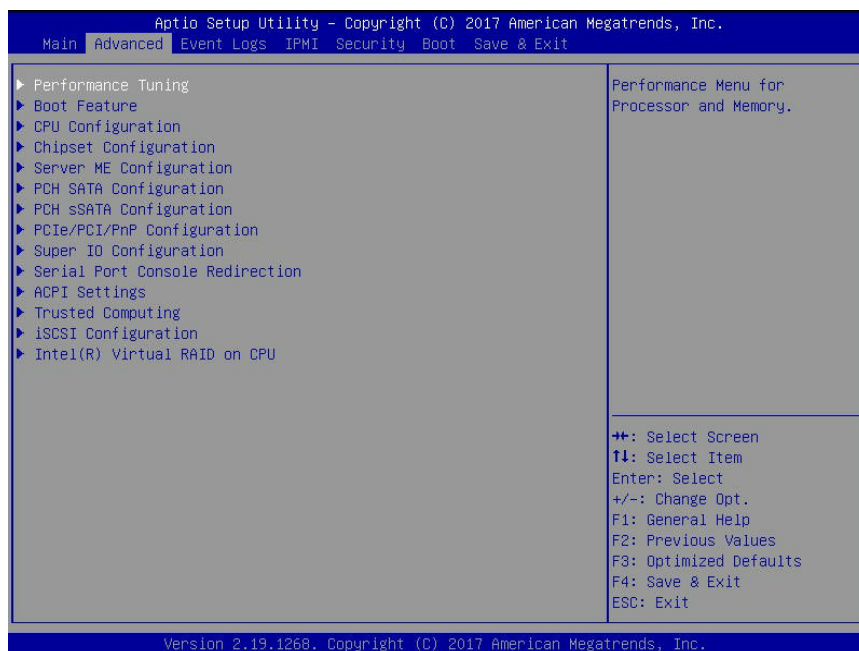 Aptio Setup Utility – Copyright (C) 2017 American Megatrends, Inc.
Main Advanced Event Logs IPMI Security Boot Save & Exit
▶ Performance Tuning
▶ Boot Feature
▶ CPU Configuration
▶ Chipset Configuration
▶ Server ME Configuration
▶ PCH SATA Configuration
▶ PCH sSATA Configuration
▶ PCIe/PCI/PnP Configuration
▶ Super IO Configuration
▶ Serial Port Console Redirection
▶ ACPI Settings
▶ Trusted Computing
▶ iSCSI Configuration
▶ Intel(R) Virtual RAID on CPU
Performance Menu for
Processor and Memory.
→←: Select Screen
↑↓: Select Item
Enter: Select
+/-: Change Opt.
F1: General Help
F2: Previous Values
F3: Optimized Defaults
F4: Save & Exit
ESC: Exit
Version 2.19.1268. Copyright (C) 2017 American Megatrends, Inc.